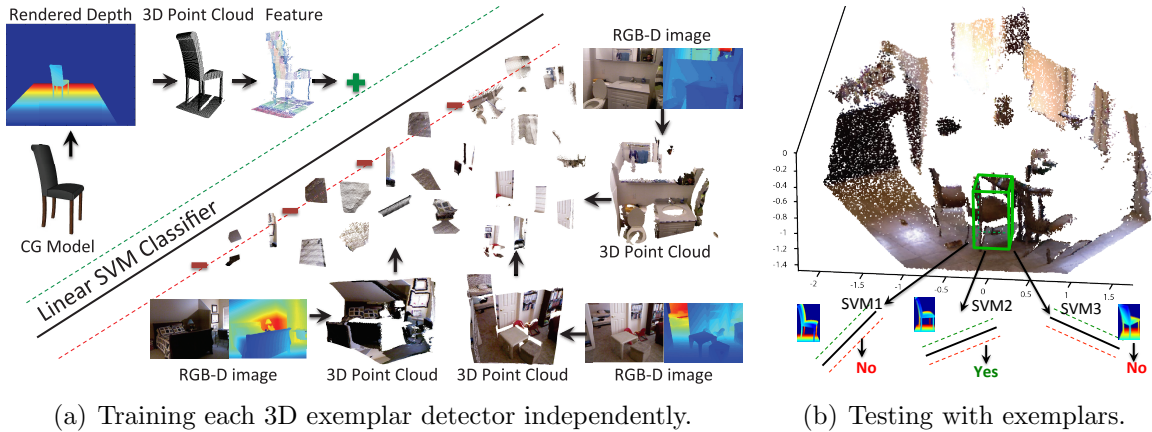 Rendered Depth
3D Point Cloud
Feature
CG Model
Linear SVM Classifier
RGB-D image
3D Point Cloud
RGB-D image
3D Point Cloud
3D Point Cloud
RGB-D image
(a) Training each 3D exemplar detector independently.
0
-0.2
-0.4
-0.6
-0.8
-1
-1.2
-1.4
-2
-1.5
-1
-0.5
0
0.5
1
1.5
SVM1
SVM2
SVM3
No
Yes
No
(b) Testing with exemplars.